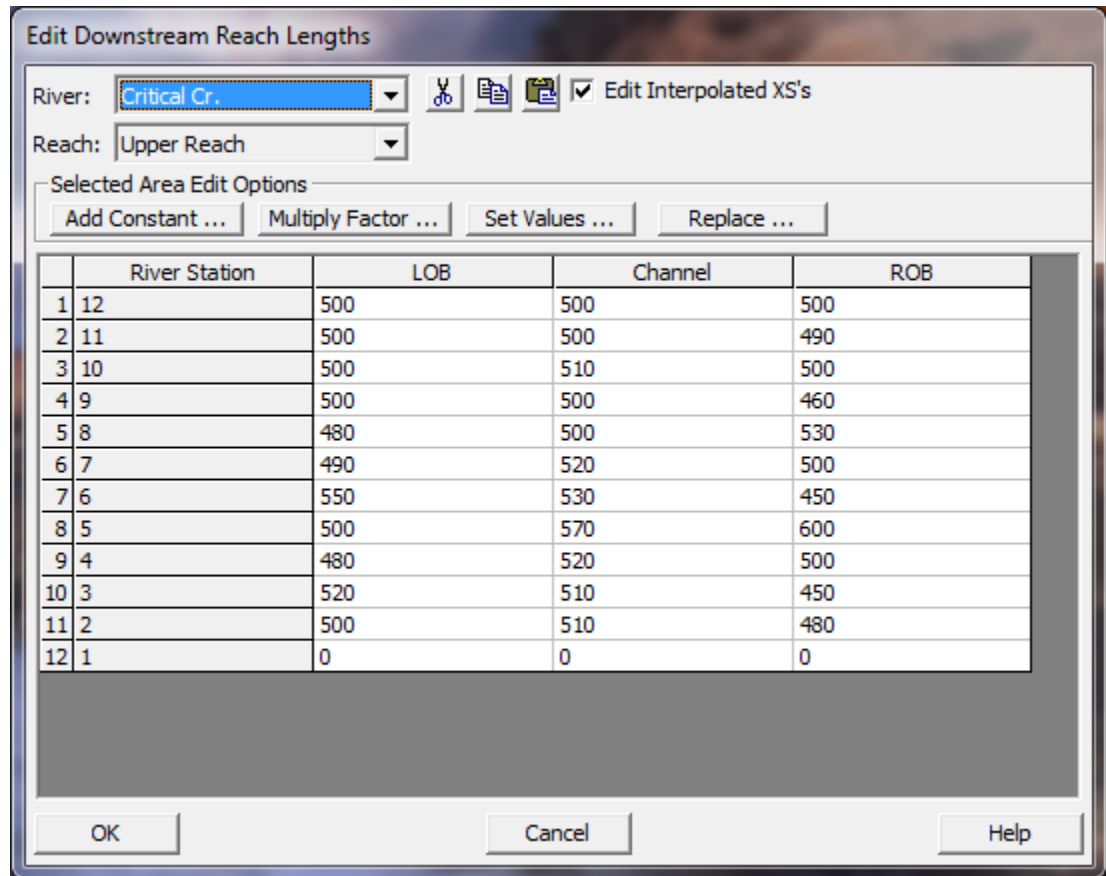 Edit Downstream Reach Lengths
River: Critical Cr. Edit Interpolated XS's
Reach: Upper Reach
Selected Area Edit Options
Add Constant ... Multiply Factor ... Set Values ... Replace ...
River Station LOB Channel ROB
1 12 500 500 500
2 11 500 500 490
3 10 500 510 500
4 9 500 500 460
5 8 480 500 530
6 7 490 520 500
7 6 550 530 450
8 5 500 570 600
9 4 480 520 500
10 3 520 510 450
11 2 500 510 480
12 1 0 0 0
OK Cancel Help